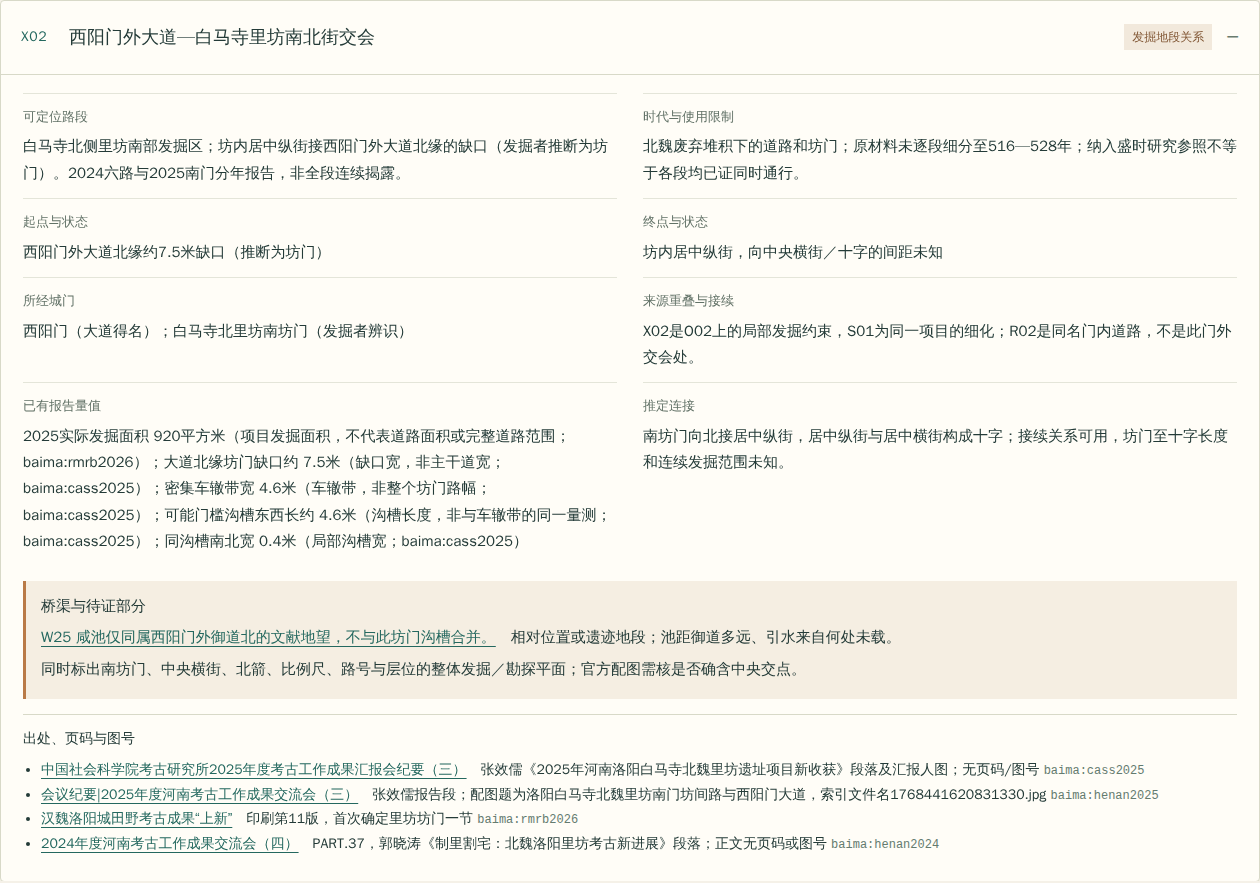 X02 西阳门外大道—白马寺里坊南北街交会 发掘地段关系 —
可定位路段
白马寺北侧里坊南部发掘区；坊内居中纵街接西阳门外大道北缘的缺口（发掘者推断为坊
门）。2024六路与2025南门分年报告，非全段连续揭露。
时代与使用限制
北魏废弃堆积下的道路和坊门；原材料未逐段细分至516—528年；纳入盛时研究参照不等
于各段均已证同时通行。
起点与状态
西阳门外大道北缘约7.5米缺口（推断为坊门）
终点与状态
坊内居中纵街，向中央横街／十字的间距未知
所经城门
西阳门（大道得名）；白马寺北里坊南坊门（发掘者辨识）
来源重叠与接续
X02是O02上的局部发掘约束，S01为同一项目的细化；R02是同名门内道路，不是此门外
交会处。
已有报告量值
2025实际发掘面积 920平方米（项目发掘面积，不代表道路面积或完整道路范围；
baima:rmrb2026）；大道北缘坊门缺口约 7.5米（缺口宽，非主干道宽；
baima:cass2025）；密集车辙带宽 4.6米（车辙带，非整个坊门路幅；
baima:cass2025）；可能门槛沟槽东西长约 4.6米（沟槽长度，非与车辙带的同一量测；
baima:cass2025）；同沟槽南北宽 0.4米（局部沟槽宽；baima:cass2025）
推定连接
南坊门向北接居中纵街，居中纵街与居中横街构成十字；接续关系可用，坊门至十字长度
和连续发掘范围未知。
桥渠与待证部分
W25 咸池仅同属西阳门外御道北的文献地望，不与此坊门沟槽合并。 相对位置或遗迹地段；池距御道多远、引水来自何处未载。
同时标出南坊门、中央横街、北箭、比例尺、路号与层位的整体发掘／勘探平面；官方配图需核是否确含中央交点。
出处、页码与图号
• 中国社会科学院考古研究所2025年度考古工作成果汇报会纪要（三） 张效儒《2025年河南洛阳白马寺北魏里坊遗址项目新收获》段落及汇报人图；无页码/图号 baima:cass2025
• 会议纪要|2025年度河南考古工作成果交流会（三） 张效儒报告段；配图题为洛阳白马寺北魏里坊南门坊间路与西阳门大道，索引文件名1768441620831330.jpg baima:henan2025
• 汉魏洛阳城田野考古成果“上新” 印刷第11版，首次确定里坊坊门一节 baima:rmrb2026
• 2024年度河南考古工作成果交流会（四） PART.37，郭晓涛《制里割宅：北魏洛阳里坊考古新进展》段落；正文无页码或图号 baima:henan2024